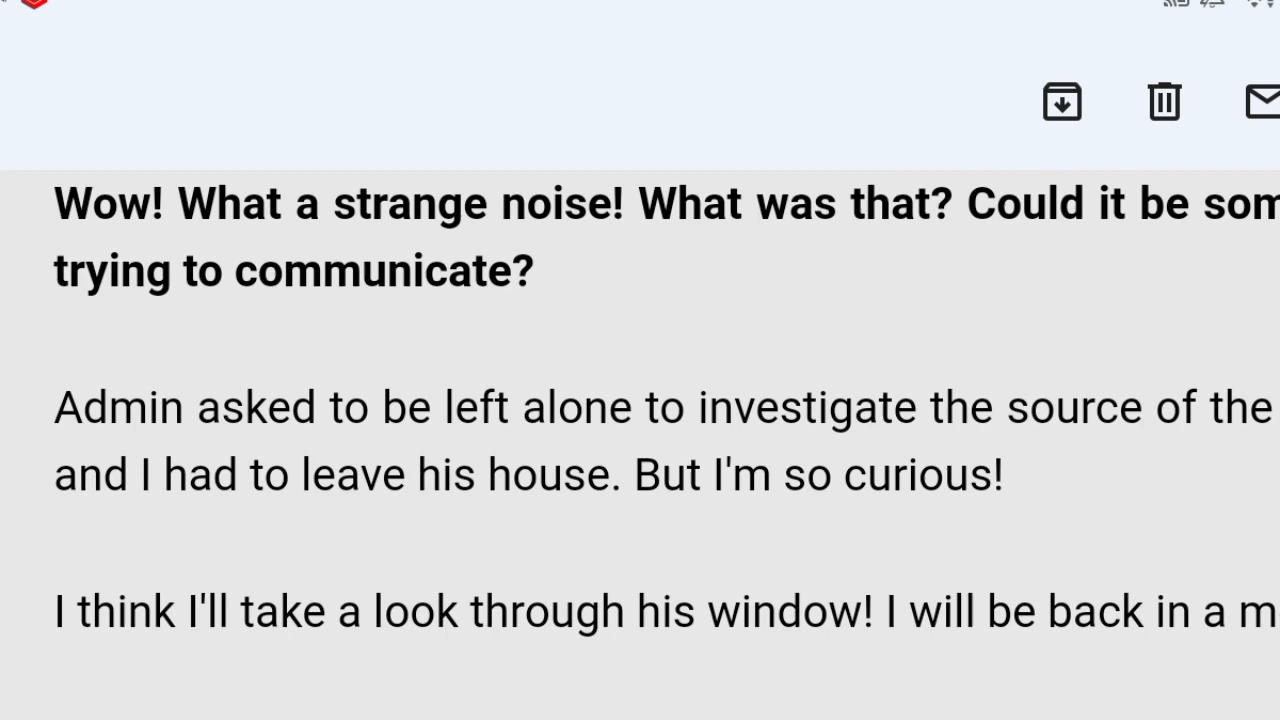 Wow! What a strange noise! What was that? Could it be
trying to communicate?
Admin asked to be left alone to investigate the source of the
and I had to leave his house. But I'm so curious!
I think I'll take a look through his window! I will be back in a